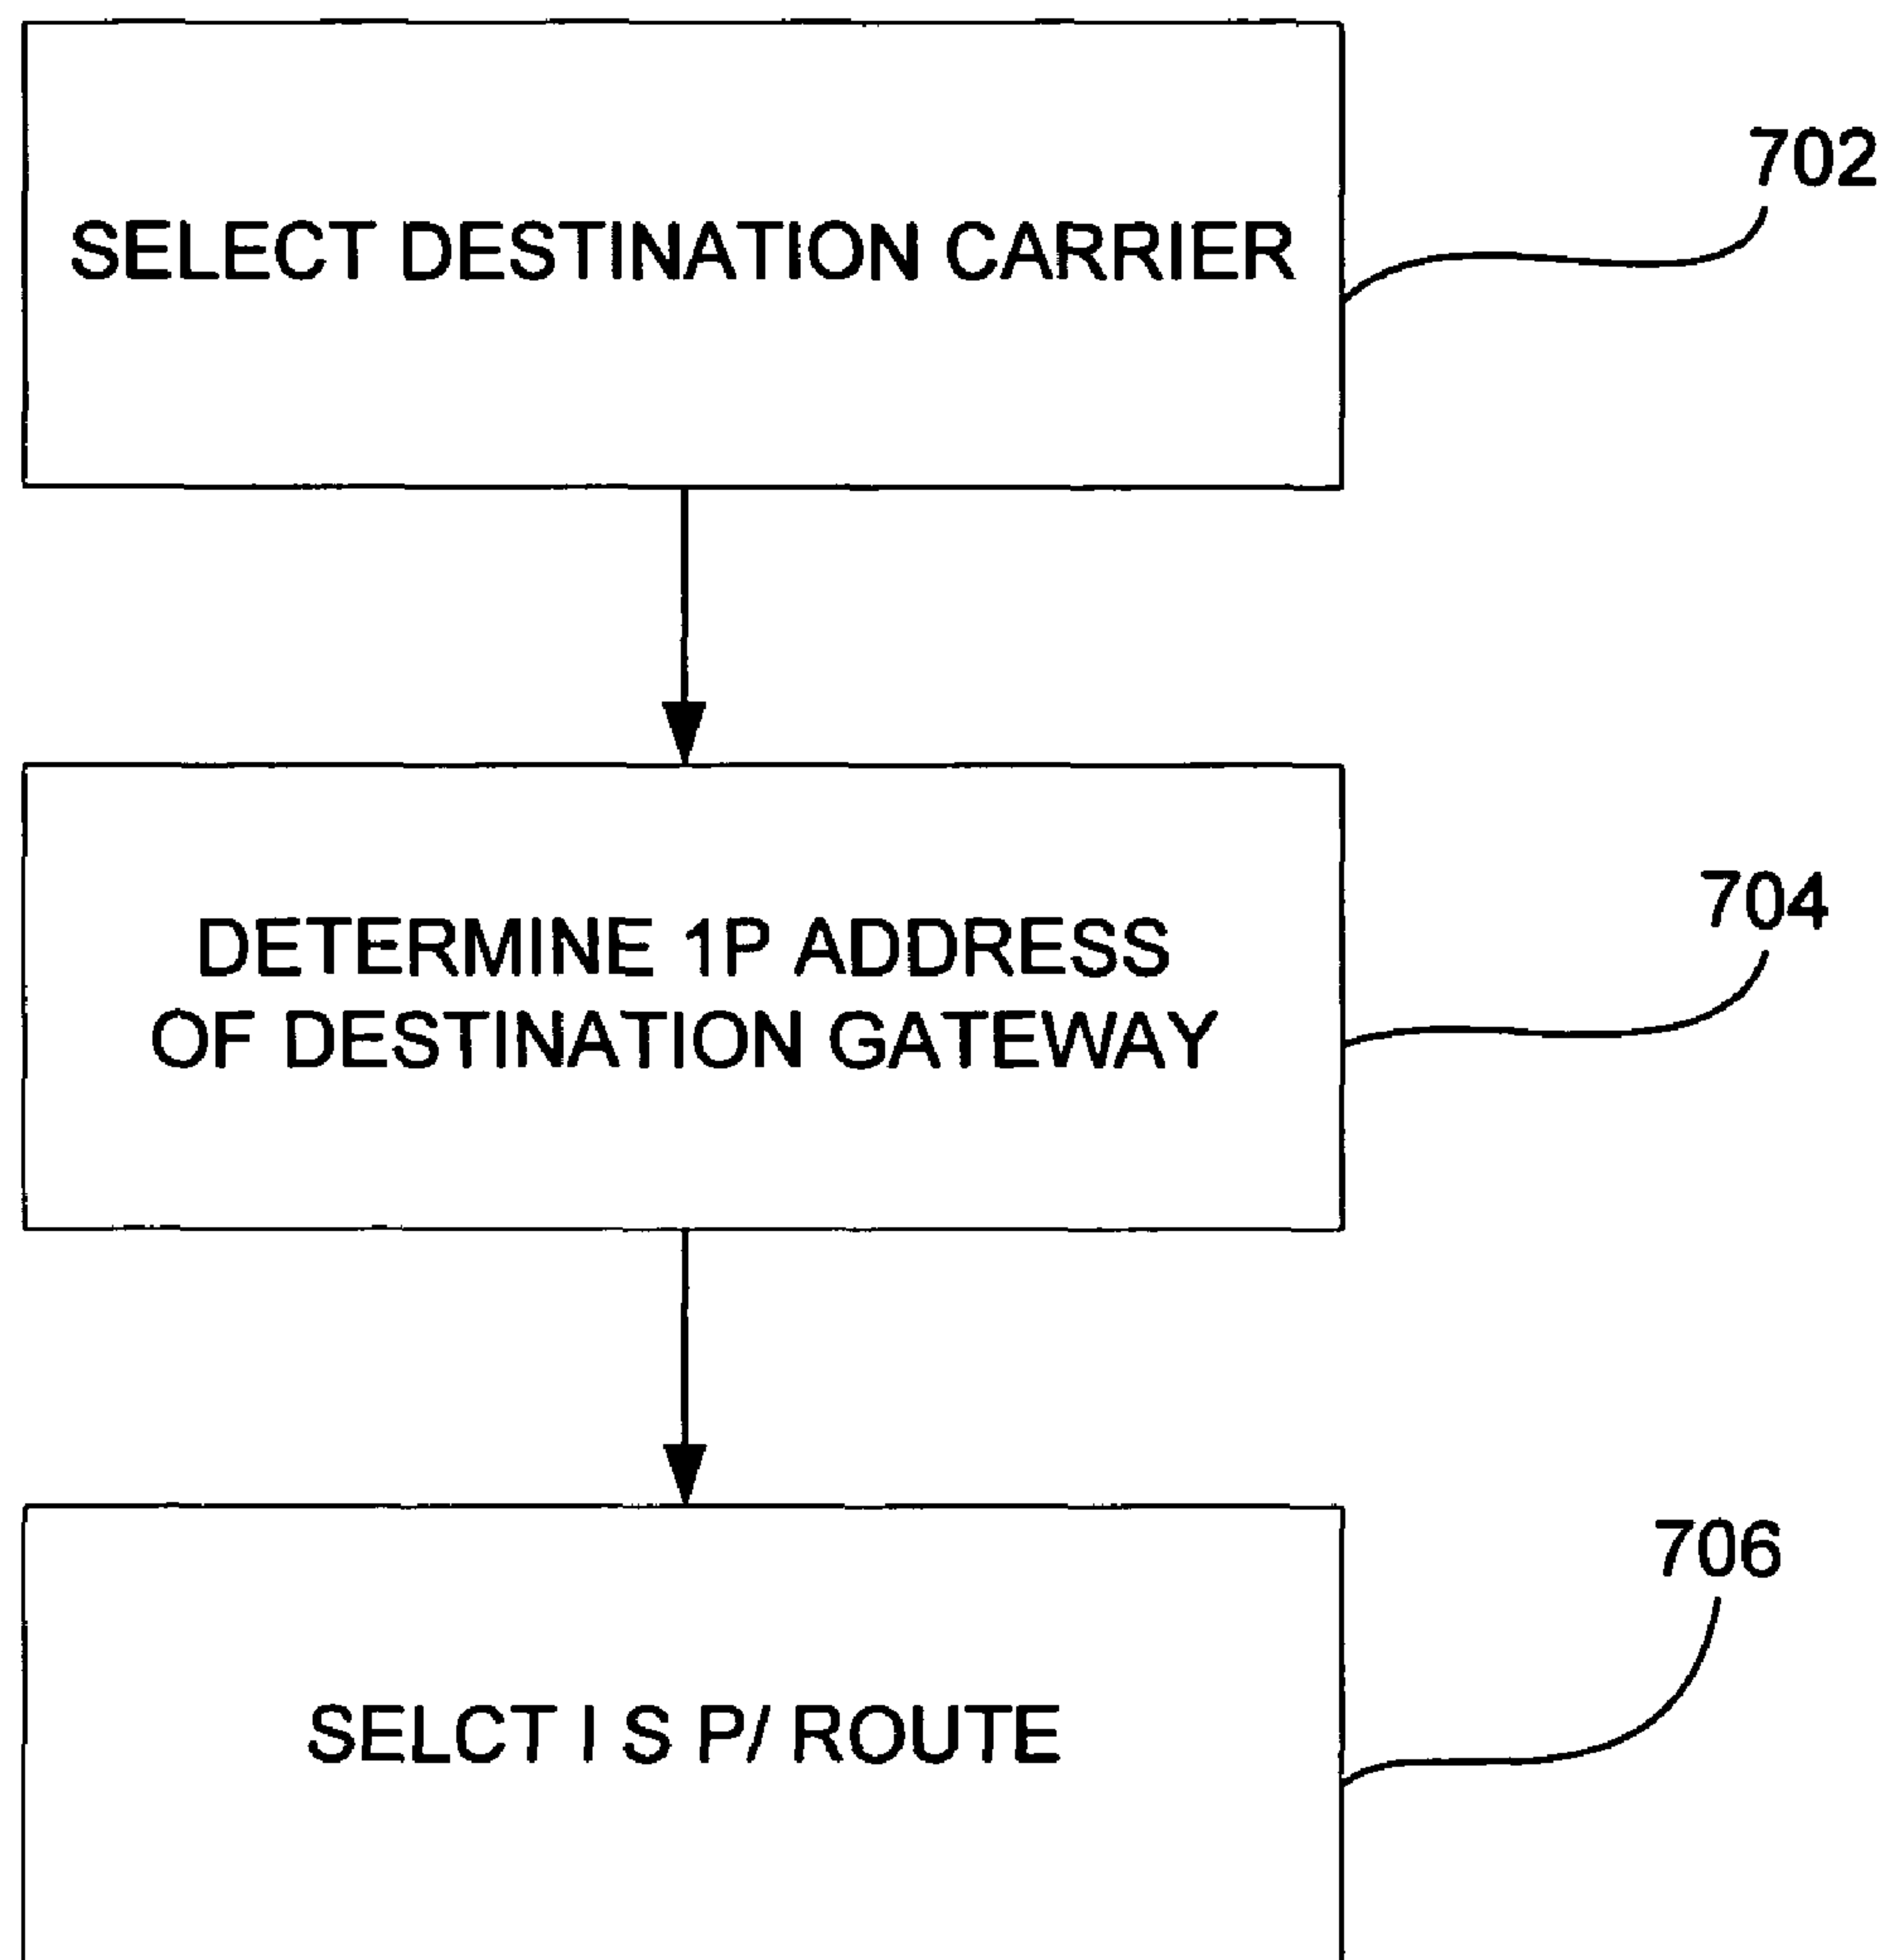 SELECT DESTINATION CARRIER
702
DETERMINE 1P ADDRESS
OF DESTINATION GATEWAY
704
SELCT I S P/ ROUTE
706